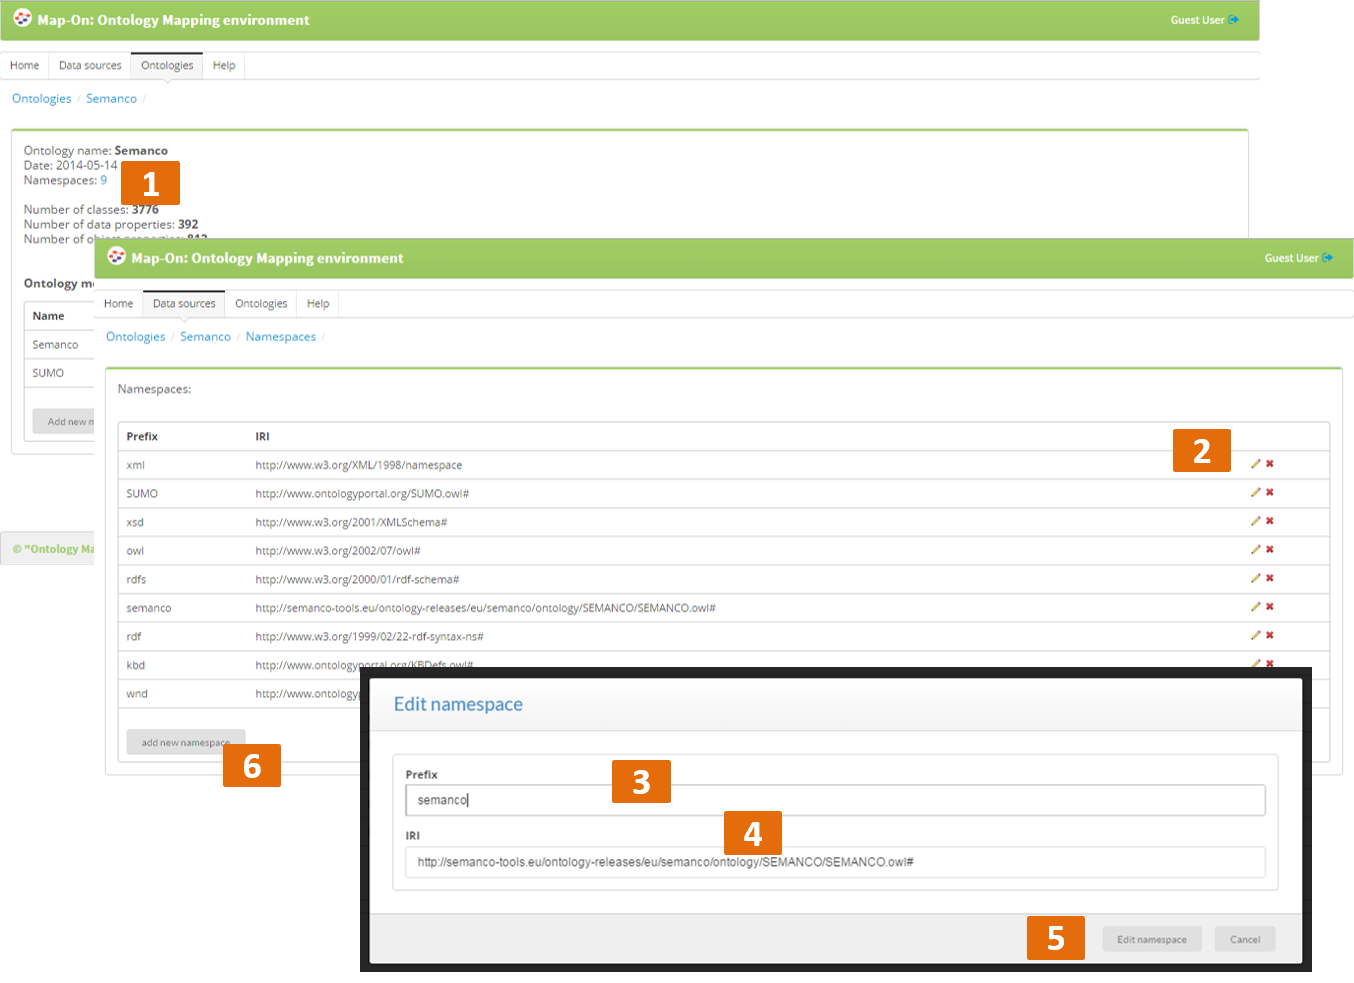 Map-On: Ontology Mapping environment
Guest User
Home Data sources Ontologies Help
Ontologies / Semanco /
Ontology name: Semanco
Date: 2014-05-14
Namespaces: 9
1
Number of classes: 3776
Number of data properties: 392
Number of object properties: 812
Ontology m
Name
Semanco
SUMO
Add new m
© "Ontology Ma
Map-On: Ontology Mapping environment
Guest User
Home Data sources Ontologies Help
Ontologies / Semanco / Namespaces /
Namespaces:
Prefix IRI
2
xml http://www.w3.org/XML/1998/namespace
SUMO http://www.ontologyportal.org/SUMO.owl#
xsd http://www.w3.org/2001/XMLSchema#
owl http://www.w3.org/2002/07/owl#
rdfs http://www.w3.org/2000/01/rdf-schema#
semanco http://semanco-tools.eu/ontology-releases/eu/semanco/ontology/SEMANCO/SEMANCO.owl#
rdf http://www.w3.org/1999/02/22-rdf-syntax-ns#
kbd http://www.ontologyportal.org/KBDefs.owl#
wnd http://www.ontologyp
add new namespace
6
Edit namespace
Prefix
3
semanco
IRI
4
http://semanco-tools.eu/ontology-releases/eu/semanco/ontology/SEMANCO/SEMANCO.owl#
5
Edit namespace Cancel